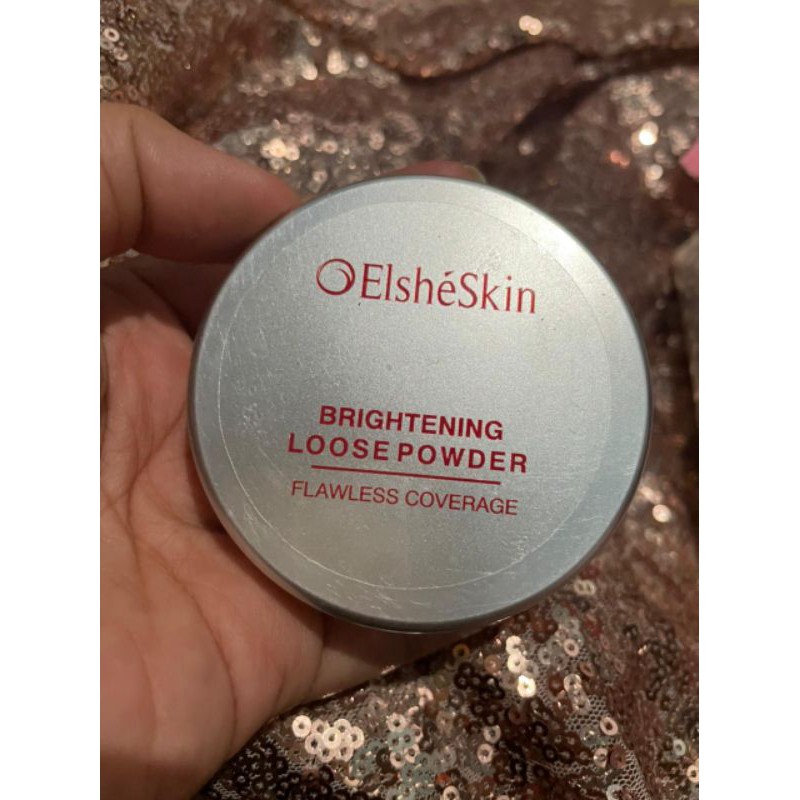 ElshéSkin
BRIGHTENING
LOOSE POWDER
FLAWLESS COVERAGE